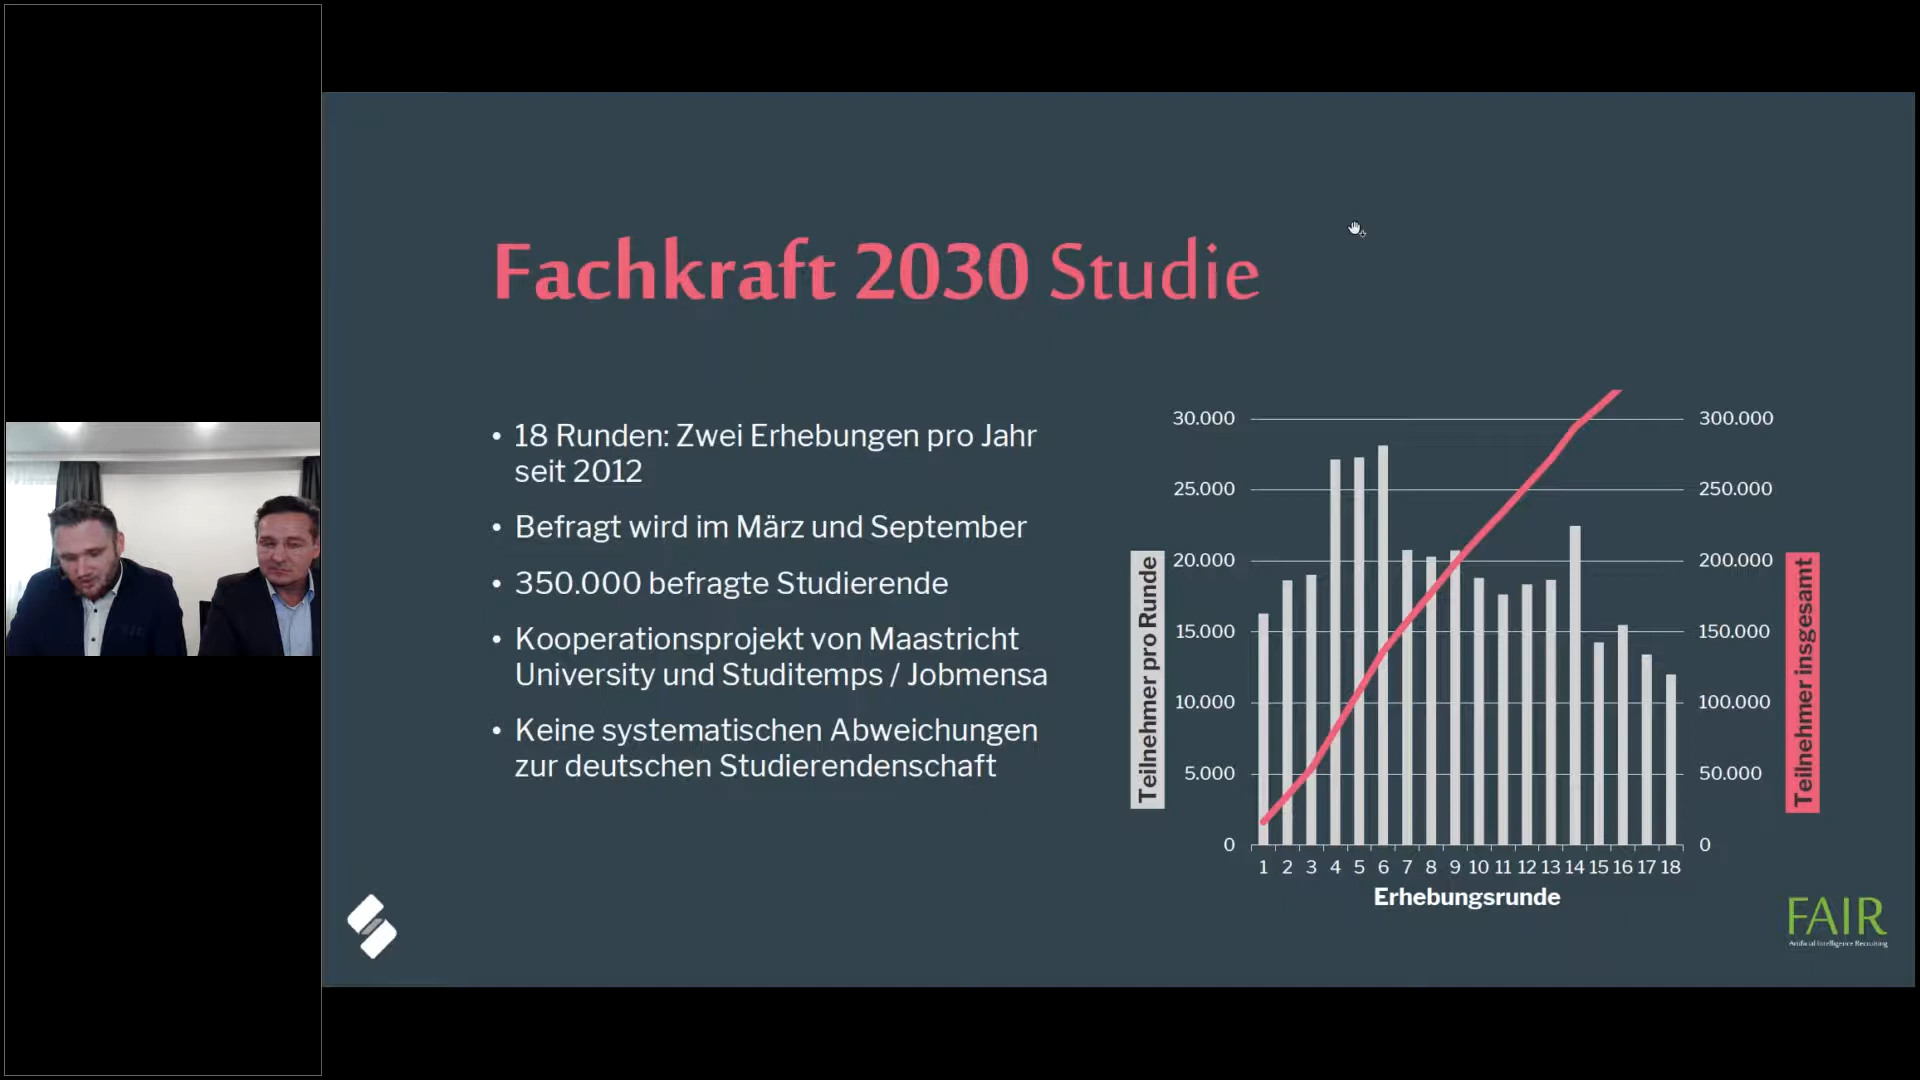 Fachkraft 2030 Studie
• 18 Runden: Zwei Erhebungen pro Jahr
seit 2012
• Befragt wird im März und September
• 350.000 befragte Studierende
• Kooperationsprojekt von Maastricht
University und Studitemps / Jobmensa
• Keine systematischen Abweichungen
zur deutschen Studierendenschaft
Teilnehmer pro Runde
30.000
25.000
20.000
15.000
10.000
5.000
0
300.000
250.000
200.000
150.000
100.000
50.000
0
Teilnehmer insgesamt
1 2 3 4 5 6 7 8 9 10 11 12 13 14 15 16 17 18
Erhebungsrunde
FAIR
Artificial Intelligence Recruiting